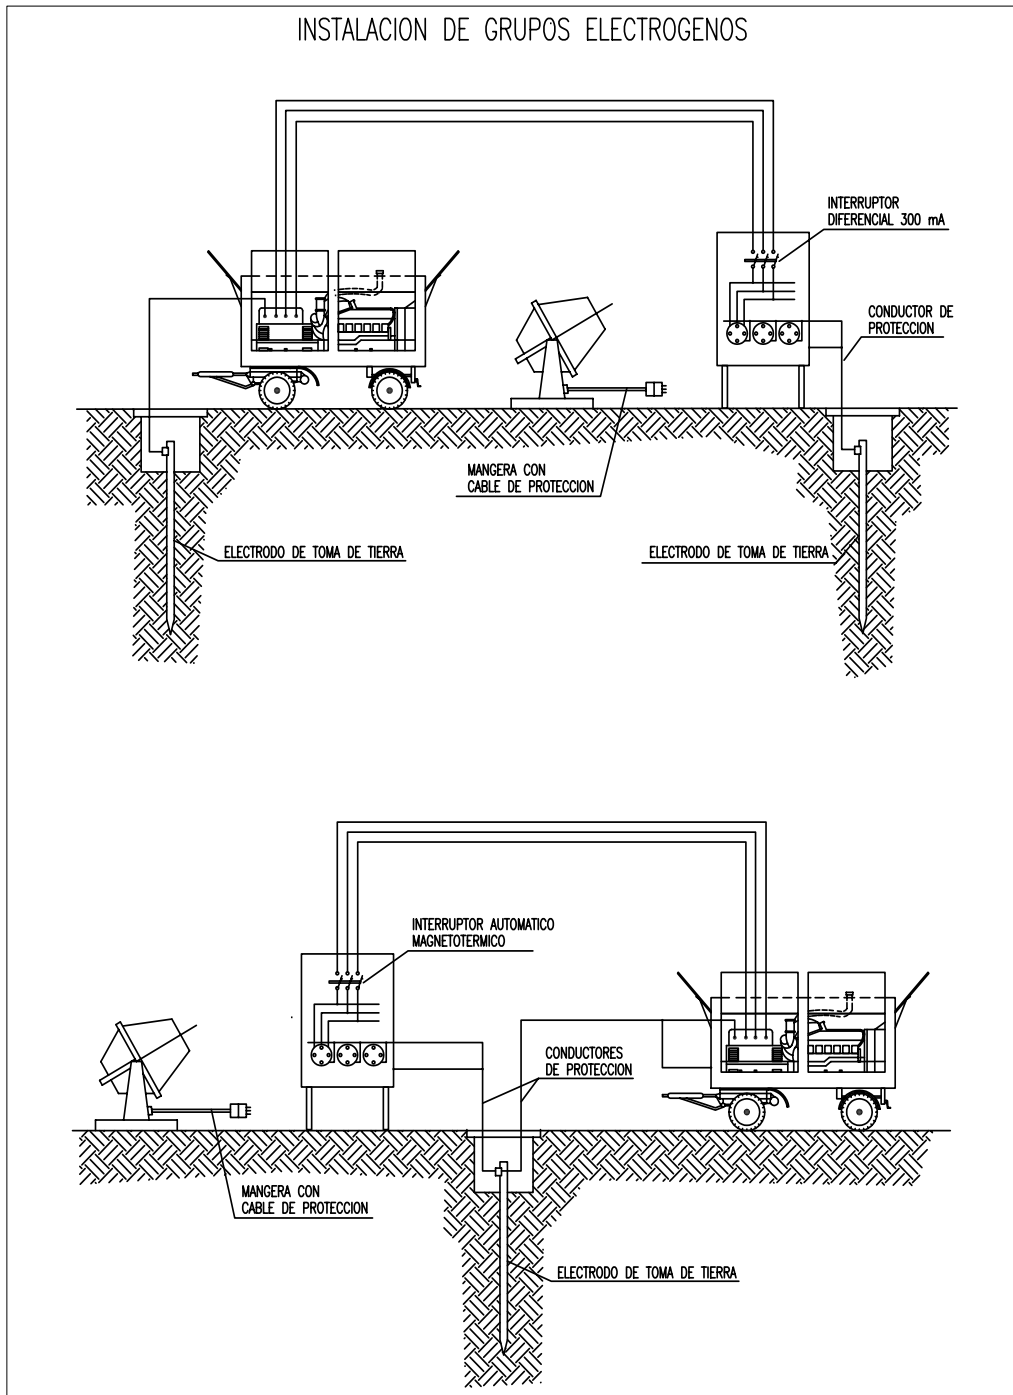 INSTALACION DE GRUPOS ELECTROGENOS
INTERRUPTOR
DIFERENCIAL 300 mA
CONDUCTOR DE
PROTECCION
MANGERA CON
CABLE DE PROTECCION
ELECTRODO DE TOMA DE TIERRA
ELECTRODO DE TOMA DE TIERRA
INTERRUPTOR AUTOMATICO
MAGNETOTERMICO
CONDUCTORES
DE PROTECCION
MANGERA CON
CABLE DE PROTECCION
ELECTRODO DE TOMA DE TIERRA